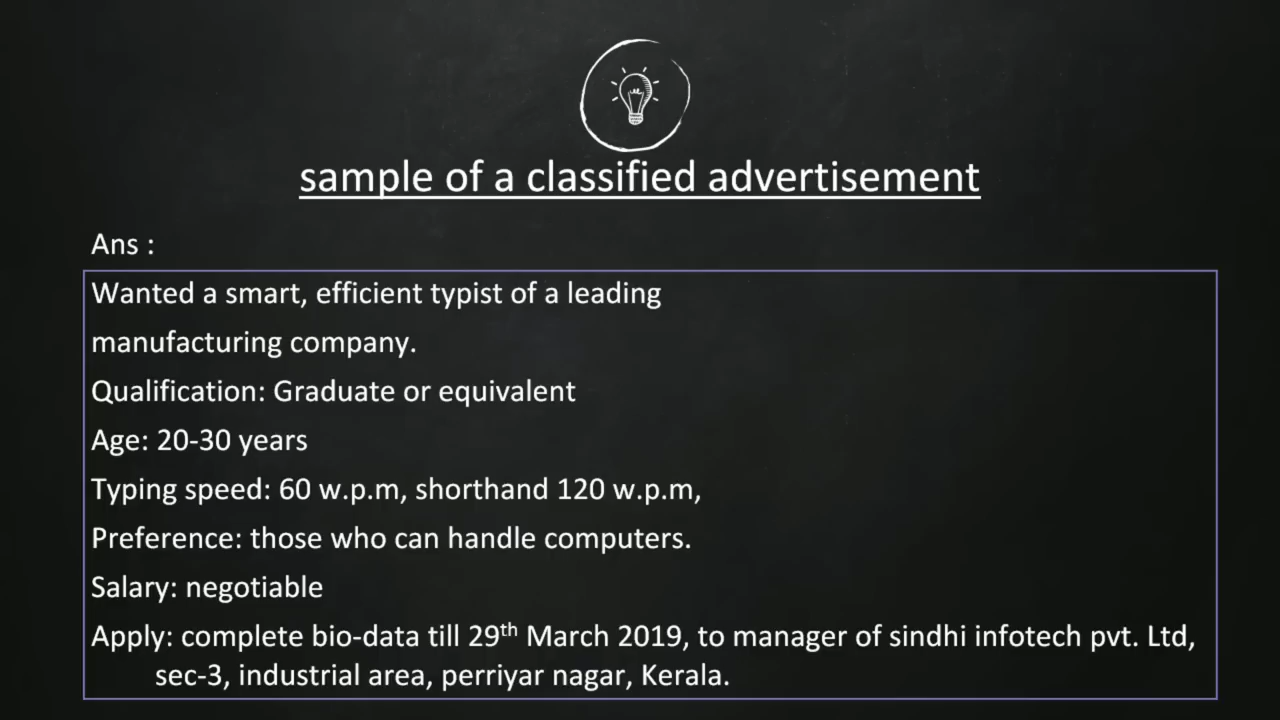 sample of a classified advertisement
Ans :
Wanted a smart, efficient typist of a leading
manufacturing company.
Qualification: Graduate or equivalent
Age: 20-30 years
Typing speed: 60 w.p.m, shorthand 120 w.p.m,
Preference: those who can handle computers.
Salary: negotiable
Apply: complete bio-data till 29th March 2019, to manager of sindhi infotech pvt. Ltd,
sec-3, industrial area, perriyar nagar, Kerala.